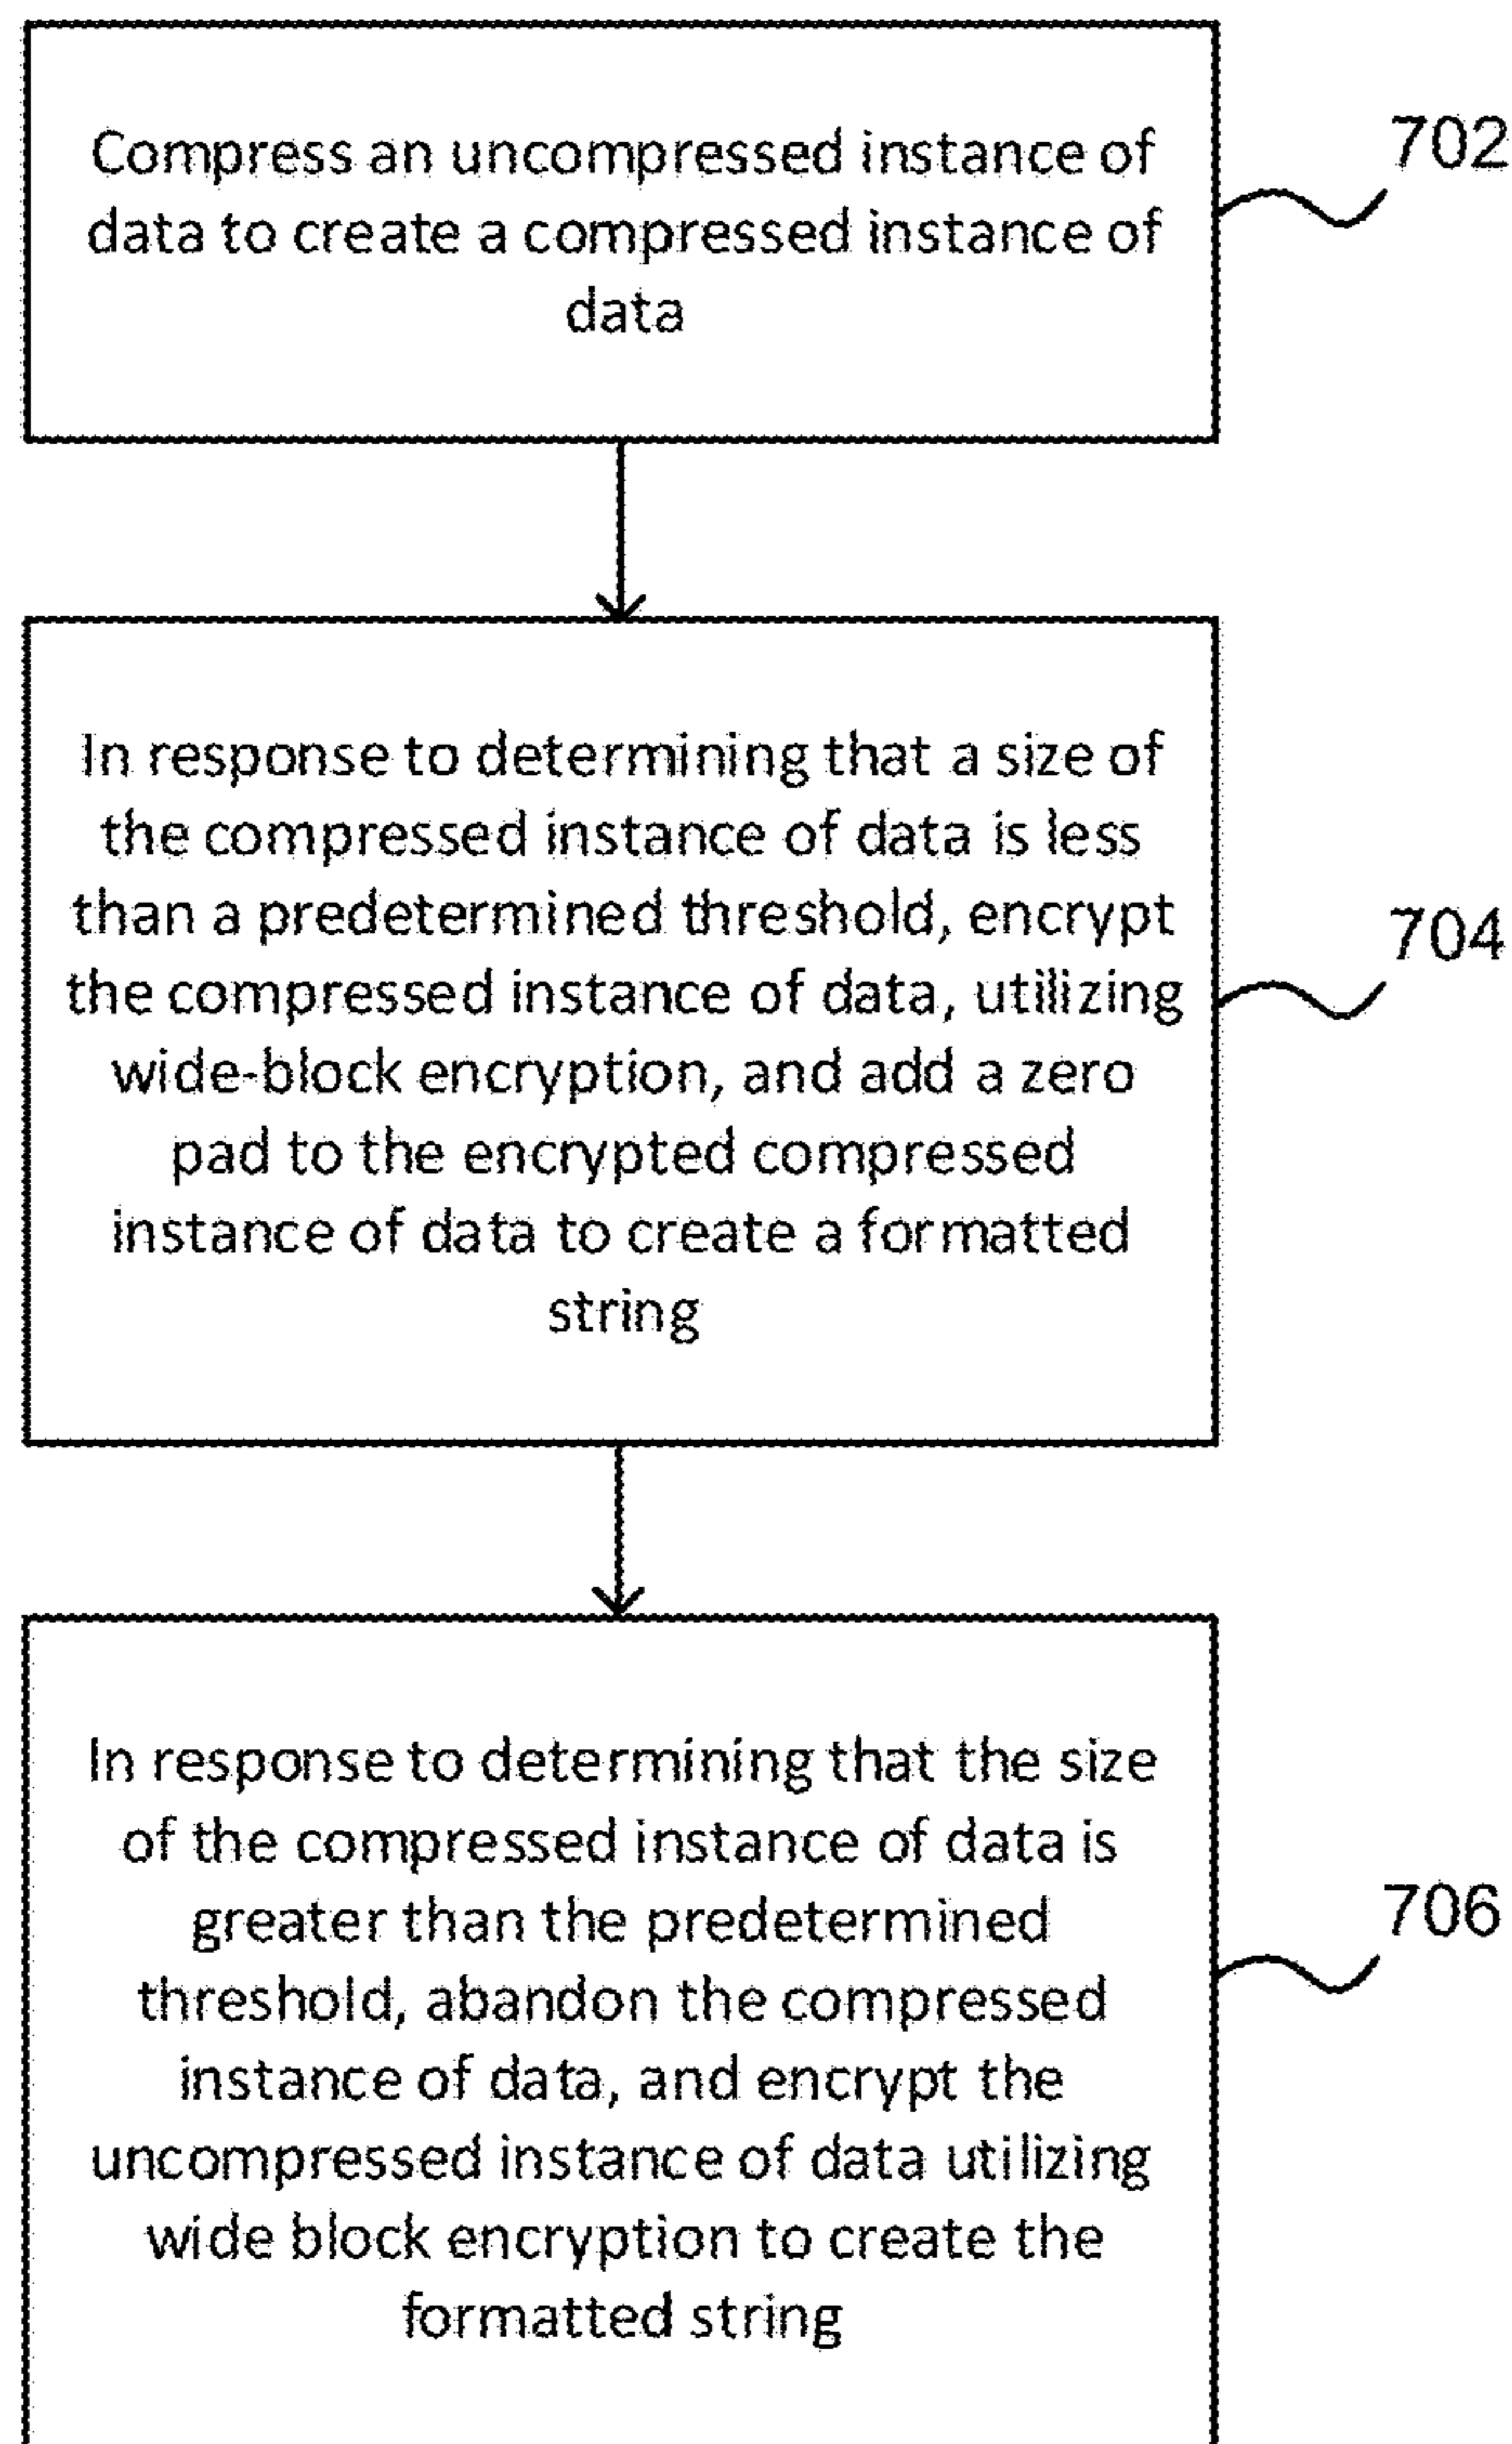 Compress an uncompressed instance of
data to create a compressed instance of
data
702
In response to determining that a size of
the compressed instance of data is less
than a predetermined threshold, encrypt
the compressed instance of data, utilizing
wide-block encryption, and add a zero
pad to the encrypted compressed
instance of data to create a formatted
string
704
In response to determining that the size
of the compressed instance of data is
greater than the predetermined
threshold, abandon the compressed
instance of data, and encrypt the
uncompressed instance of data utilizing
wide block encryption to create the
formatted string
706